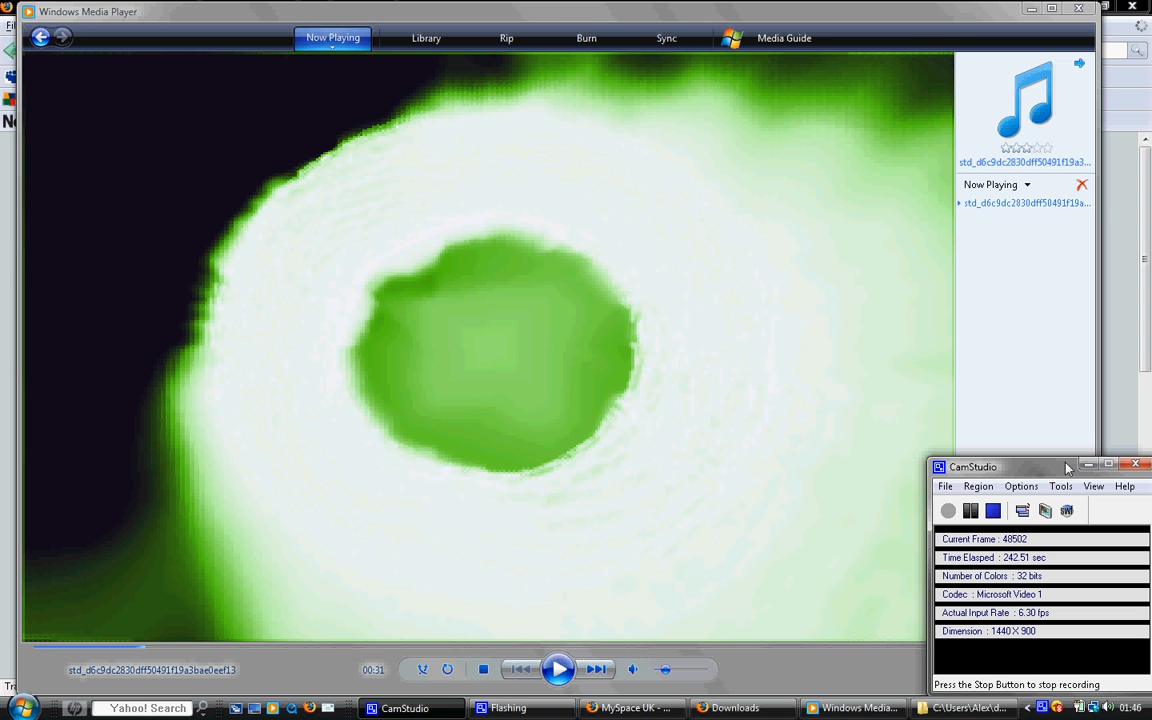 Windows Media Player
Now Playing
Library
Rip
Burn
Sync
Media Guide
std_d6c9dc2830dff50491f19a3...
Now Playing
std_d6c9dc2830dff50491f19a...
CamStudio
File Region Options Tools View Help
Current Frame : 48502
Time Elasped : 242.51 sec
Number of Colors : 32 bits
Codec : Microsoft Video 1
Actual Input Rate : 6.30 fps
Dimension : 1440 X 900
Press the Stop Button to stop recording
std_d6c9dc2830dff50491f19a3bae0eef13
00:31
Yahoo! Search
CamStudio
Flashing
MySpace UK - ...
Downloads
Windows Media...
C:\Users\Alex\d...
01:46